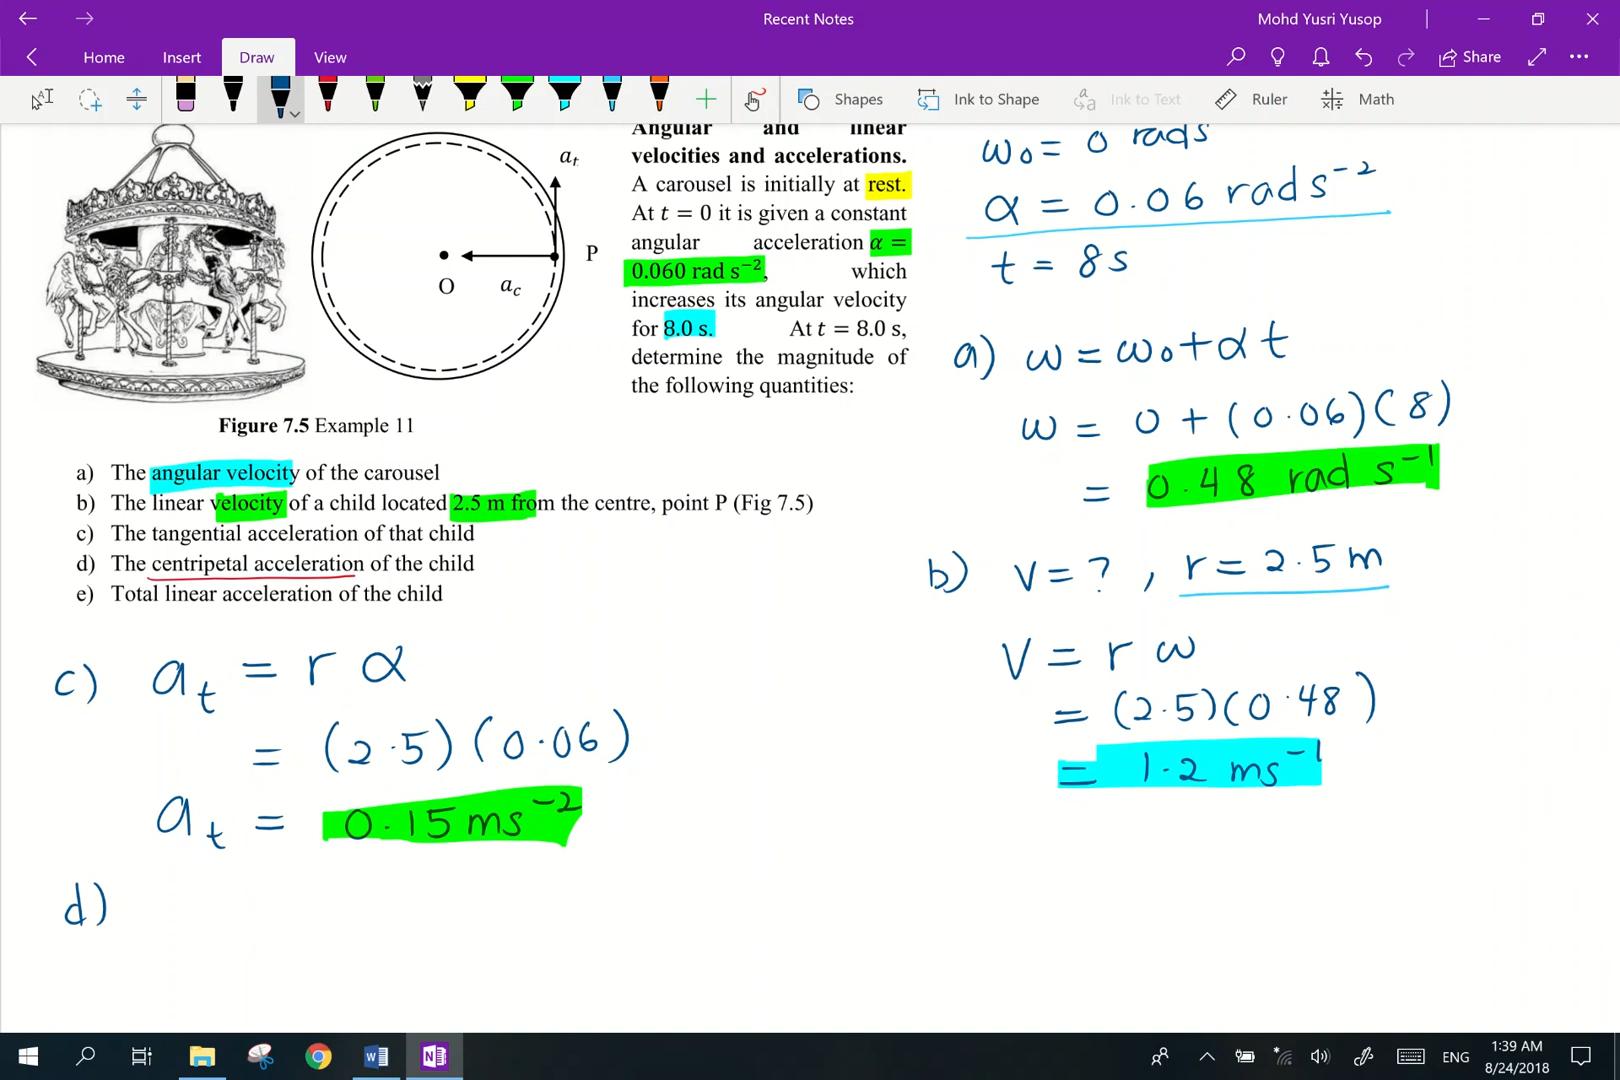 Recent Notes
Mohd Yusri Yusop
Home Insert Draw View
Share
Shapes Ink to Shape Ink to Text Ruler Math
Angular and linear
velocities and accelerations.
A carousel is initially at rest.
At t = 0 it is given a constant
angular acceleration α =
0.060 rad s⁻², which
increases its angular velocity
for 8.0 s. At t = 8.0 s,
determine the magnitude of
the following quantities:
aₜ
P
O
a_c
Figure 7.5 Example 11
a) The angular velocity of the carousel
b) The linear velocity of a child located 2.5 m from the centre, point P (Fig 7.5)
c) The tangential acceleration of that child
d) The centripetal acceleration of the child
e) Total linear acceleration of the child
c) aₜ = r α
= (2.5)(0.06)
aₜ = 0.15 ms⁻²
d)
ω₀ = 0 rads
α = 0.06 rad s⁻²
t = 8s
a) ω = ω₀ + αt
ω = 0 + (0.06)(8)
= 0.48 rad s⁻¹
b) v = ? , r = 2.5 m
V = r ω
= (2.5)(0.48)
= 1.2 ms⁻¹
ENG
1:39 AM
8/24/2018